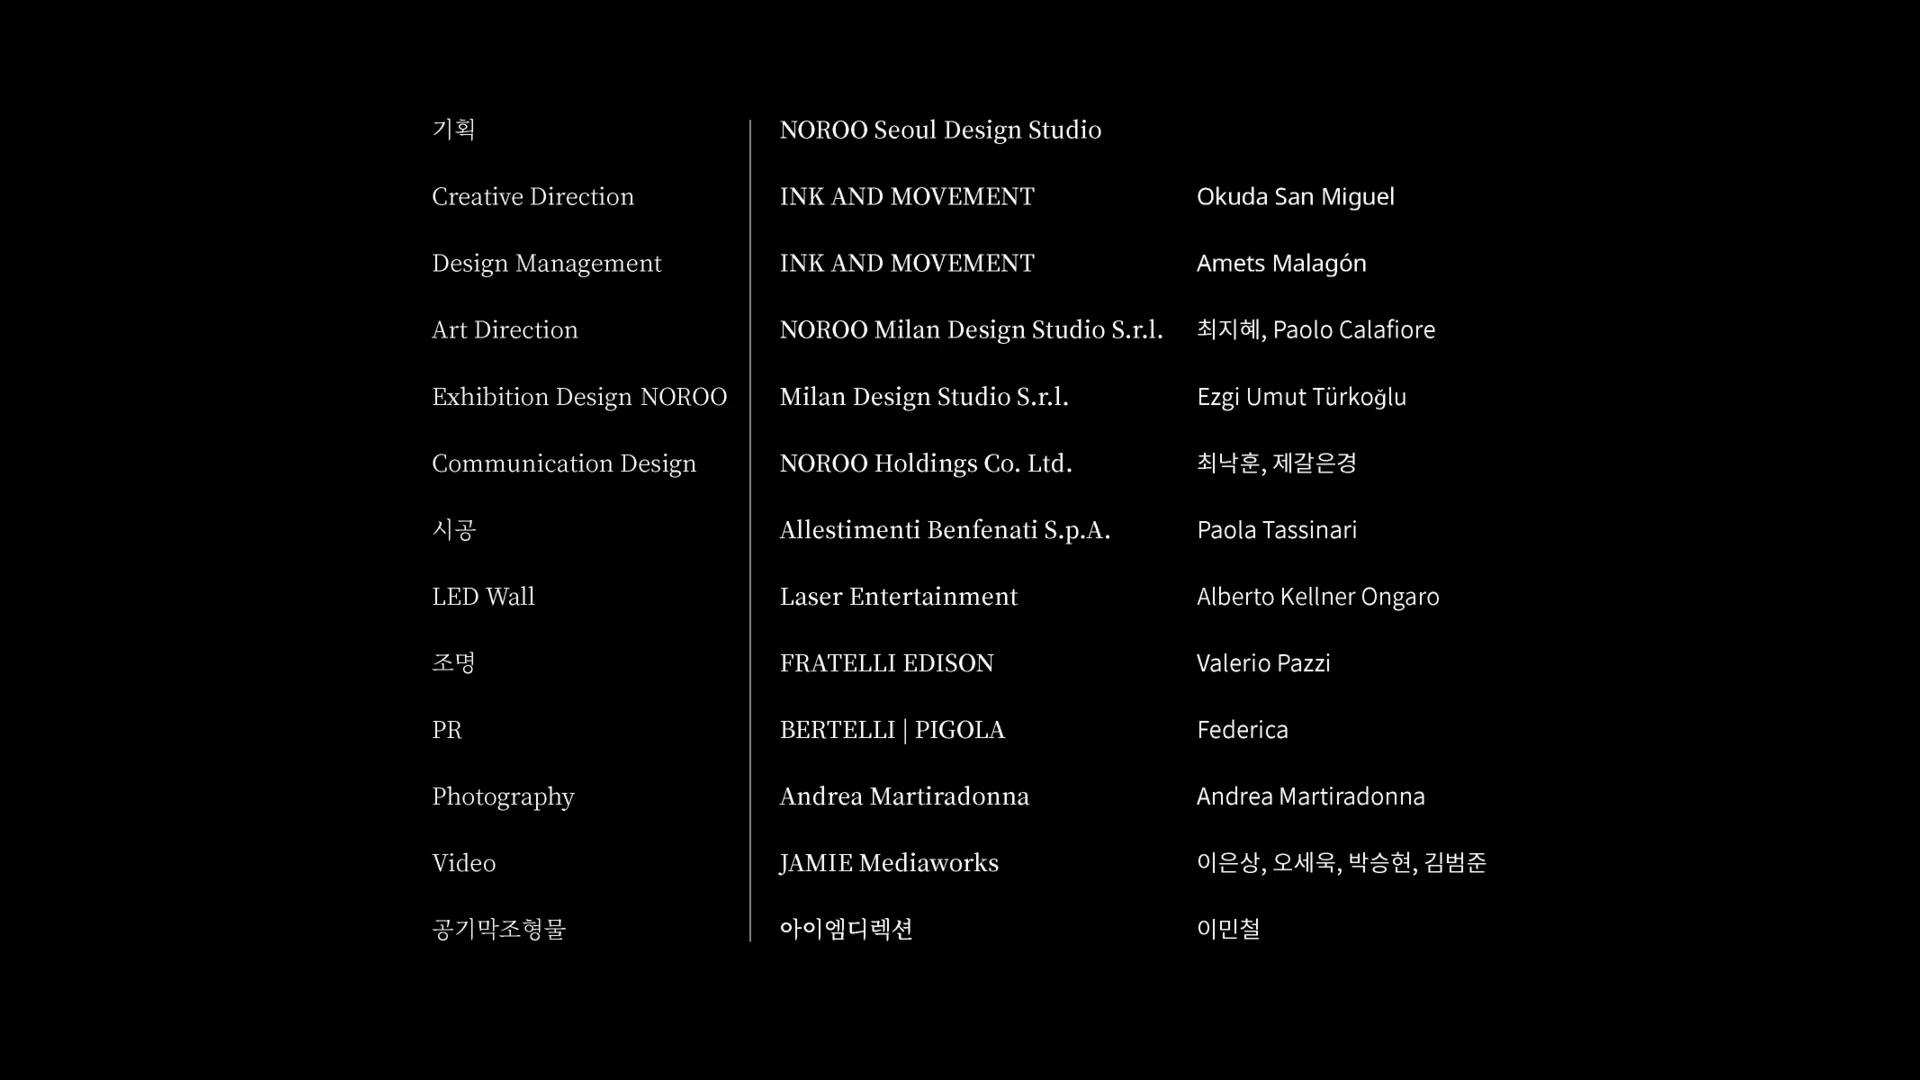 기획 NOROO Seoul Design Studio
Creative Direction INK AND MOVEMENT Okuda San Miguel
Design Management INK AND MOVEMENT Amets Malagón
Art Direction NOROO Milan Design Studio S.r.l. 최지혜, Paolo Calafiore
Exhibition Design NOROO Milan Design Studio S.r.l. Ezgi Umut Türkoğlu
Communication Design NOROO Holdings Co. Ltd. 최낙훈, 제갈은경
시공 Allestimenti Benfenati S.p.A. Paola Tassinari
LED Wall Laser Entertainment Alberto Kellner Ongaro
조명 FRATELLI EDISON Valerio Pazzi
PR BERTELLI | PIGOLA Federica
Photography Andrea Martiradonna Andrea Martiradonna
Video JAMIE Mediaworks 이은상, 오세욱, 박승현, 김범준
공기막조형물 아이엠디렉션 이민철